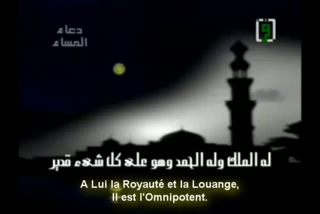 دعاء
المساء
له الملك وله الحمد وهو على كل شىء قدير
A Lui la Royauté et la Louange,
Il est l'Omnipotent.